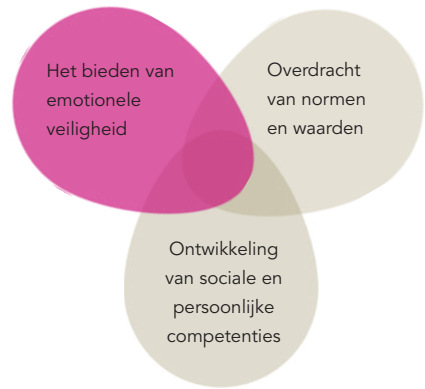 Het bieden van
emotionele
veiligheid
Overdracht
van normen
en waarden
Ontwikkeling
van sociale en
persoonlijke
competenties